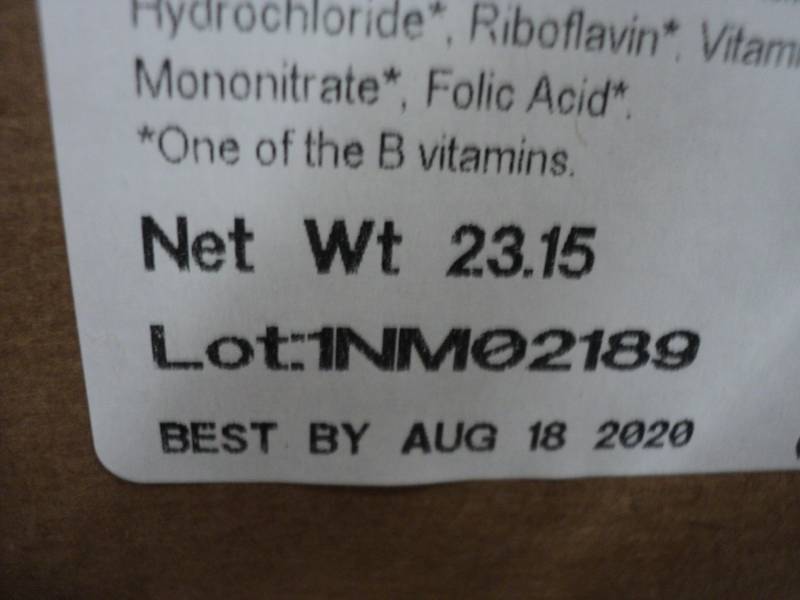 Hydrochloride*, Riboflavin*. Vitam
Mononitrate*, Folic Acid*.
*One of the B vitamins.
Net Wt 23.15
Lot:1NM02189
BEST BY AUG 18 2020